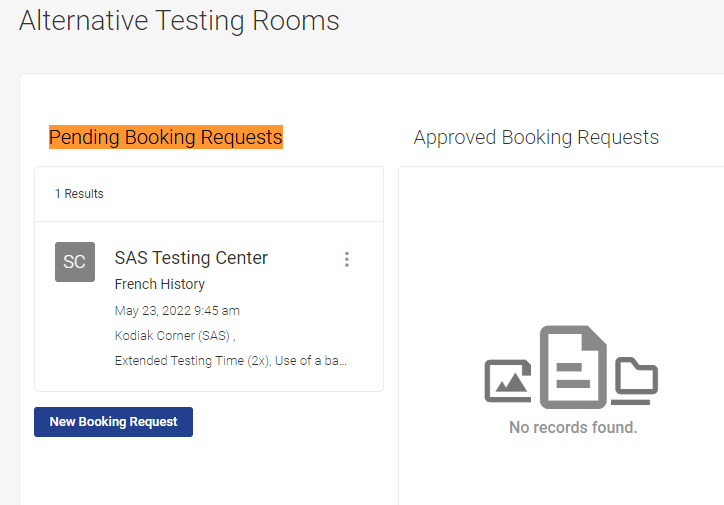 Alternative Testing Rooms
Pending Booking Requests
1 Results
SC
SAS Testing Center
French History
May 23, 2022 9:45 am
Kodiak Corner (SAS) ,
Extended Testing Time (2x), Use of a ba...
New Booking Request
Approved Booking Requests
No records found.